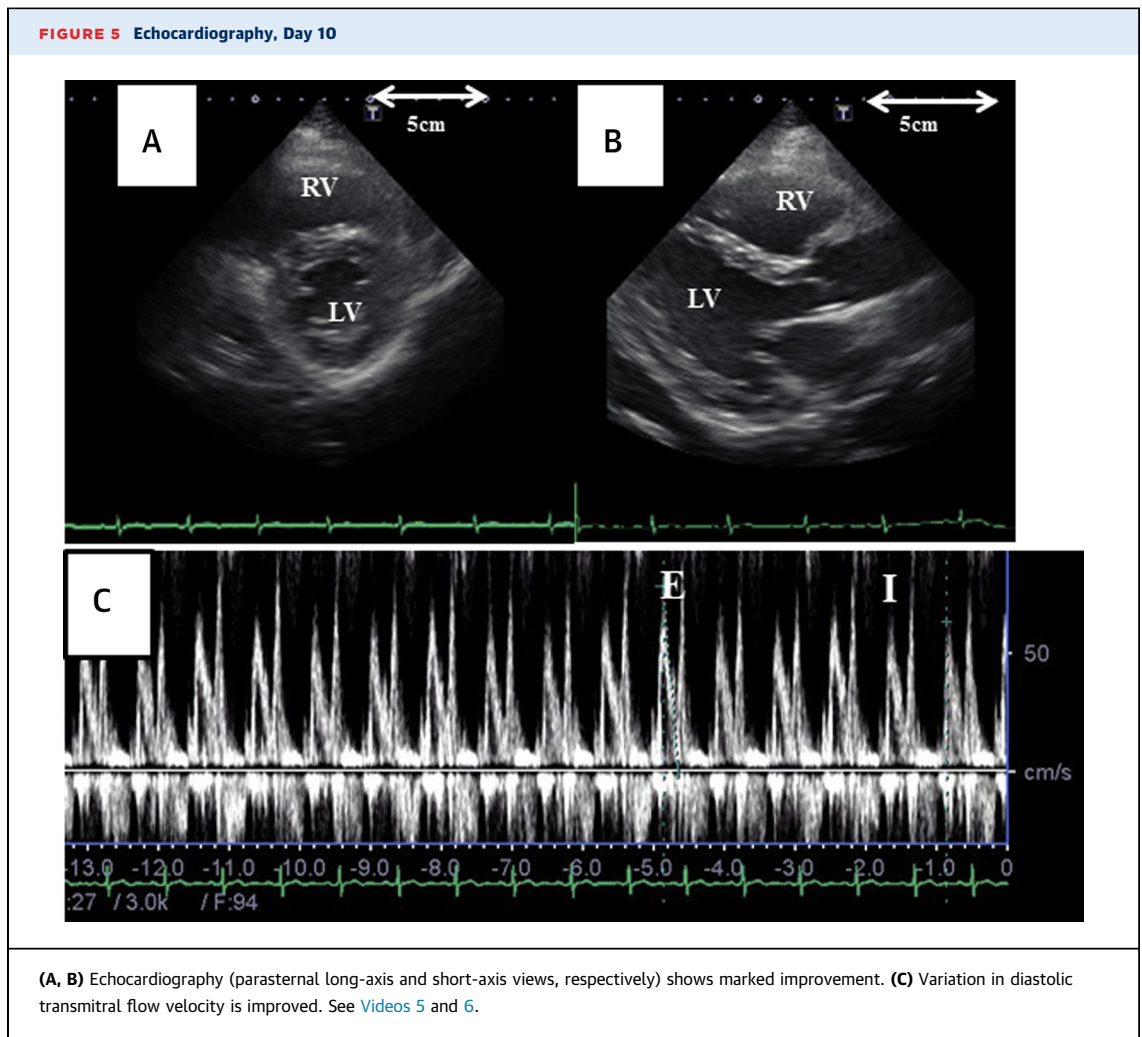 FIGURE 5 Echocardiography, Day 10
A
5cm
T
RV
LV
B
5cm
T
RV
LV
C
E
I
50
cm/s
-13.0 -12.0 -11.0 -10.0 -9.0 -8.0 -7.0 -6.0 -5.0 -4.0 -3.0 -2.0 -1.0 0
:27 / 3.0k / F:94
(A, B) Echocardiography (parasternal long-axis and short-axis views, respectively) shows marked improvement. (C) Variation in diastolic
transmitral flow velocity is improved. See Videos 5 and 6.